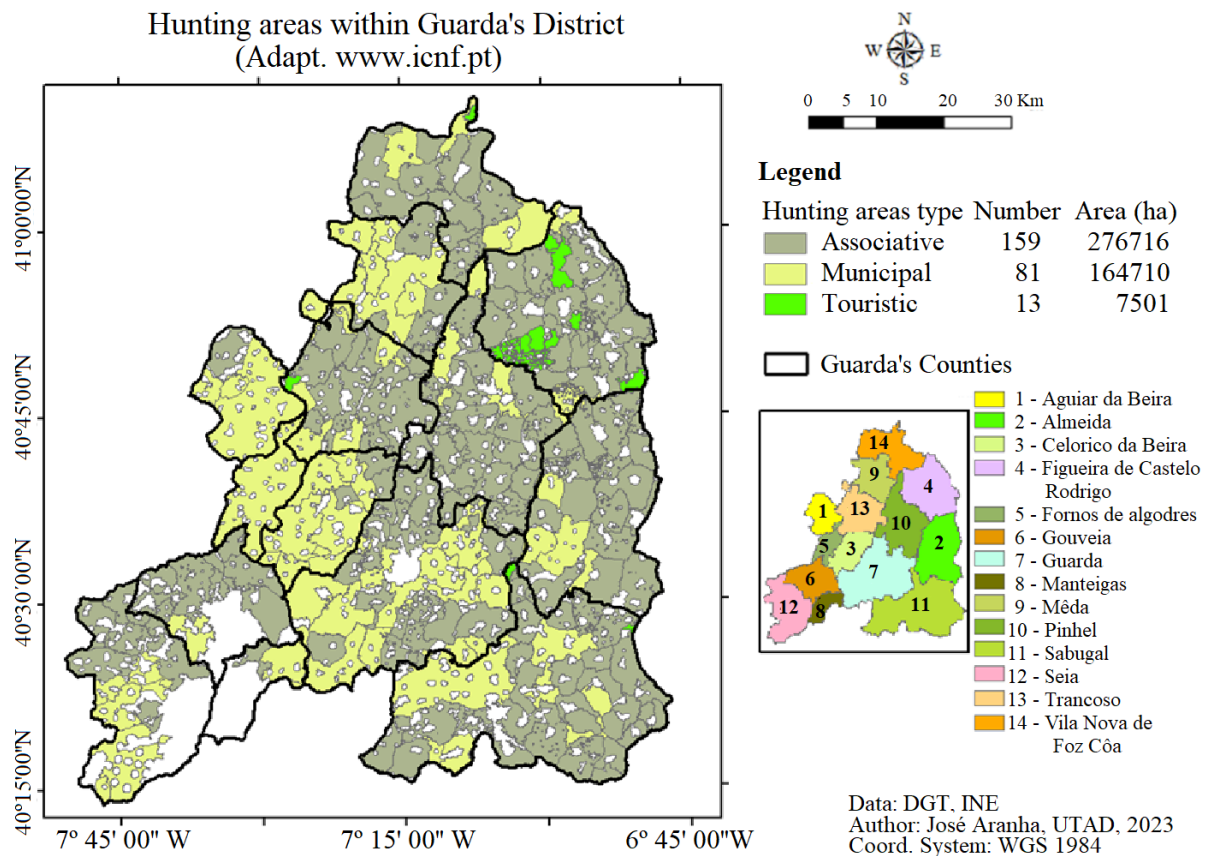 Hunting areas within Guarda's District
(Adapt. www.icnf.pt)
N
W E
S
0 5 10 20 30 Km
41°00'00"N
40°45'00"N
40°30'00"N
40°15'00"N
7º 45' 00" W 7º 15' 00" W 6º 45' 00" W
Legend
Hunting areas type Number Area (ha)
Associative 159 276716
Municipal 81 164710
Touristic 13 7501
Guarda's Counties
1 - Aguiar da Beira
2 - Almeida
3 - Celorico da Beira
4 - Figueira de Castelo
Rodrigo
5 - Fornos de algodres
6 - Gouveia
7 - Guarda
8 - Manteigas
9 - Mêda
10 - Pinhel
11 - Sabugal
12 - Seia
13 - Trancoso
14 - Vila Nova de
Foz Côa
14
9
4
1
13
10
5
3
2
6
7
12
8
11
Data: DGT, INE
Author: José Aranha, UTAD, 2023
Coord. System: WGS 1984